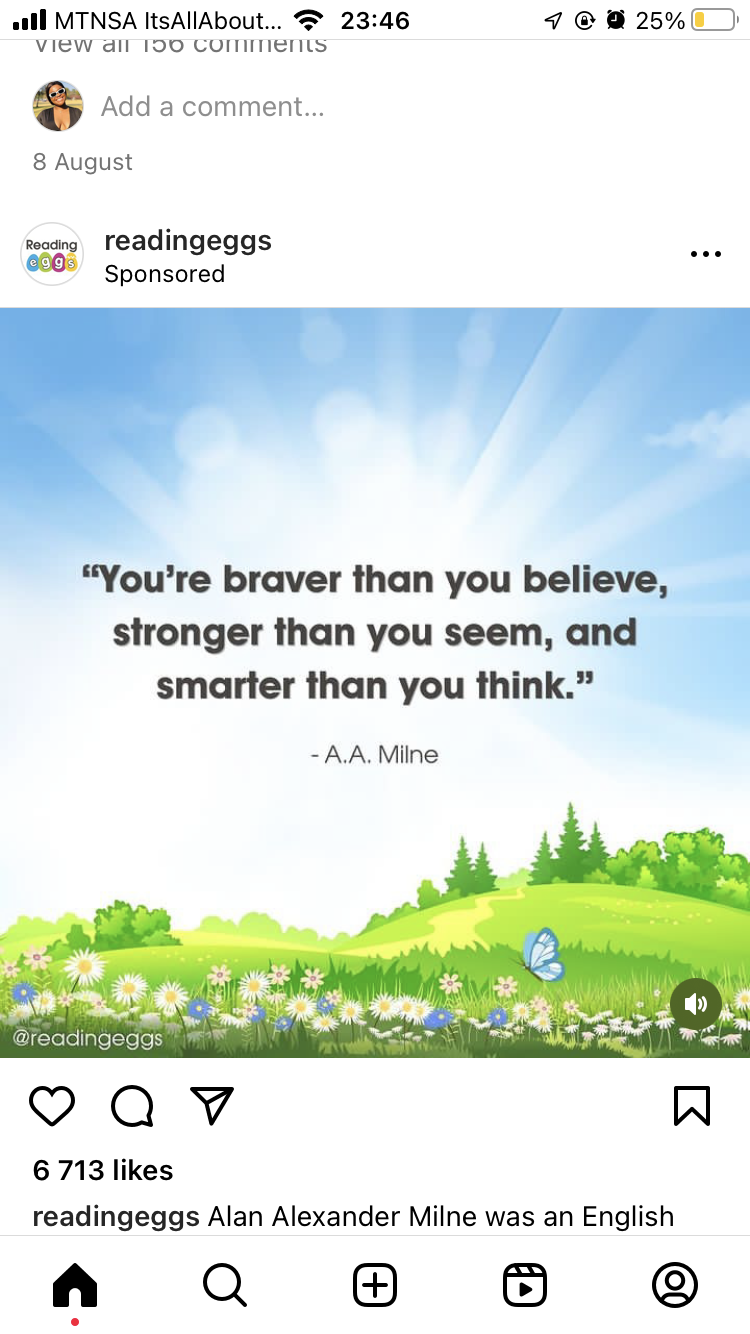 MTNSA ItsAllAbout... 23:46 25%
View all 156 comments
Add a comment...
8 August
Reading
eggs
readingeggs
Sponsored
“You’re braver than you believe,
stronger than you seem, and
smarter than you think.”
- A.A. Milne
@readingeggs
6 713 likes
readingeggs Alan Alexander Milne was an English